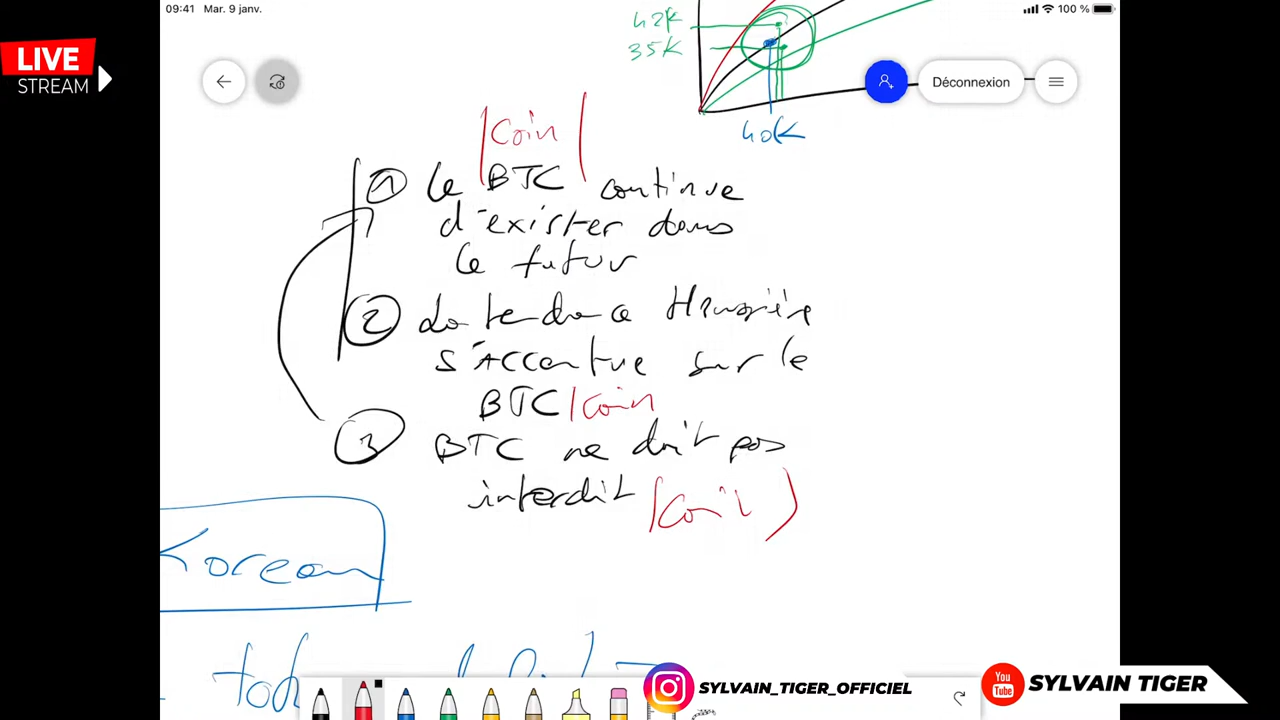 09:41 Mar. 9 janv.
100 %
LIVE
STREAM
42K
35K
Déconnexion
40K
|Coin|
① Le BTC continue
d'exister dans
le futur
② La tendance Haussière
s'Accentue sur le
BTC/Coin
③ BTC ne doit pas
interdit
Korean
SYLVAIN_TIGER_OFFICIEL
You
Tube
SYLVAIN TIGER